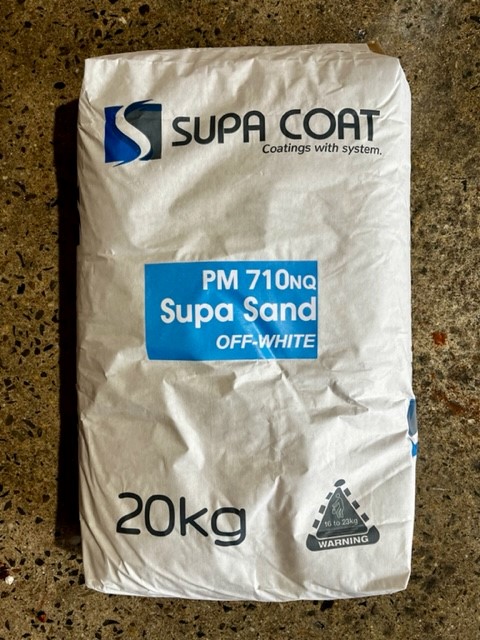 SUPA COAT
Coatings with system.
PM 710NQ
Supa Sand
OFF-WHITE
20kg
16 to 23kg
WARNING